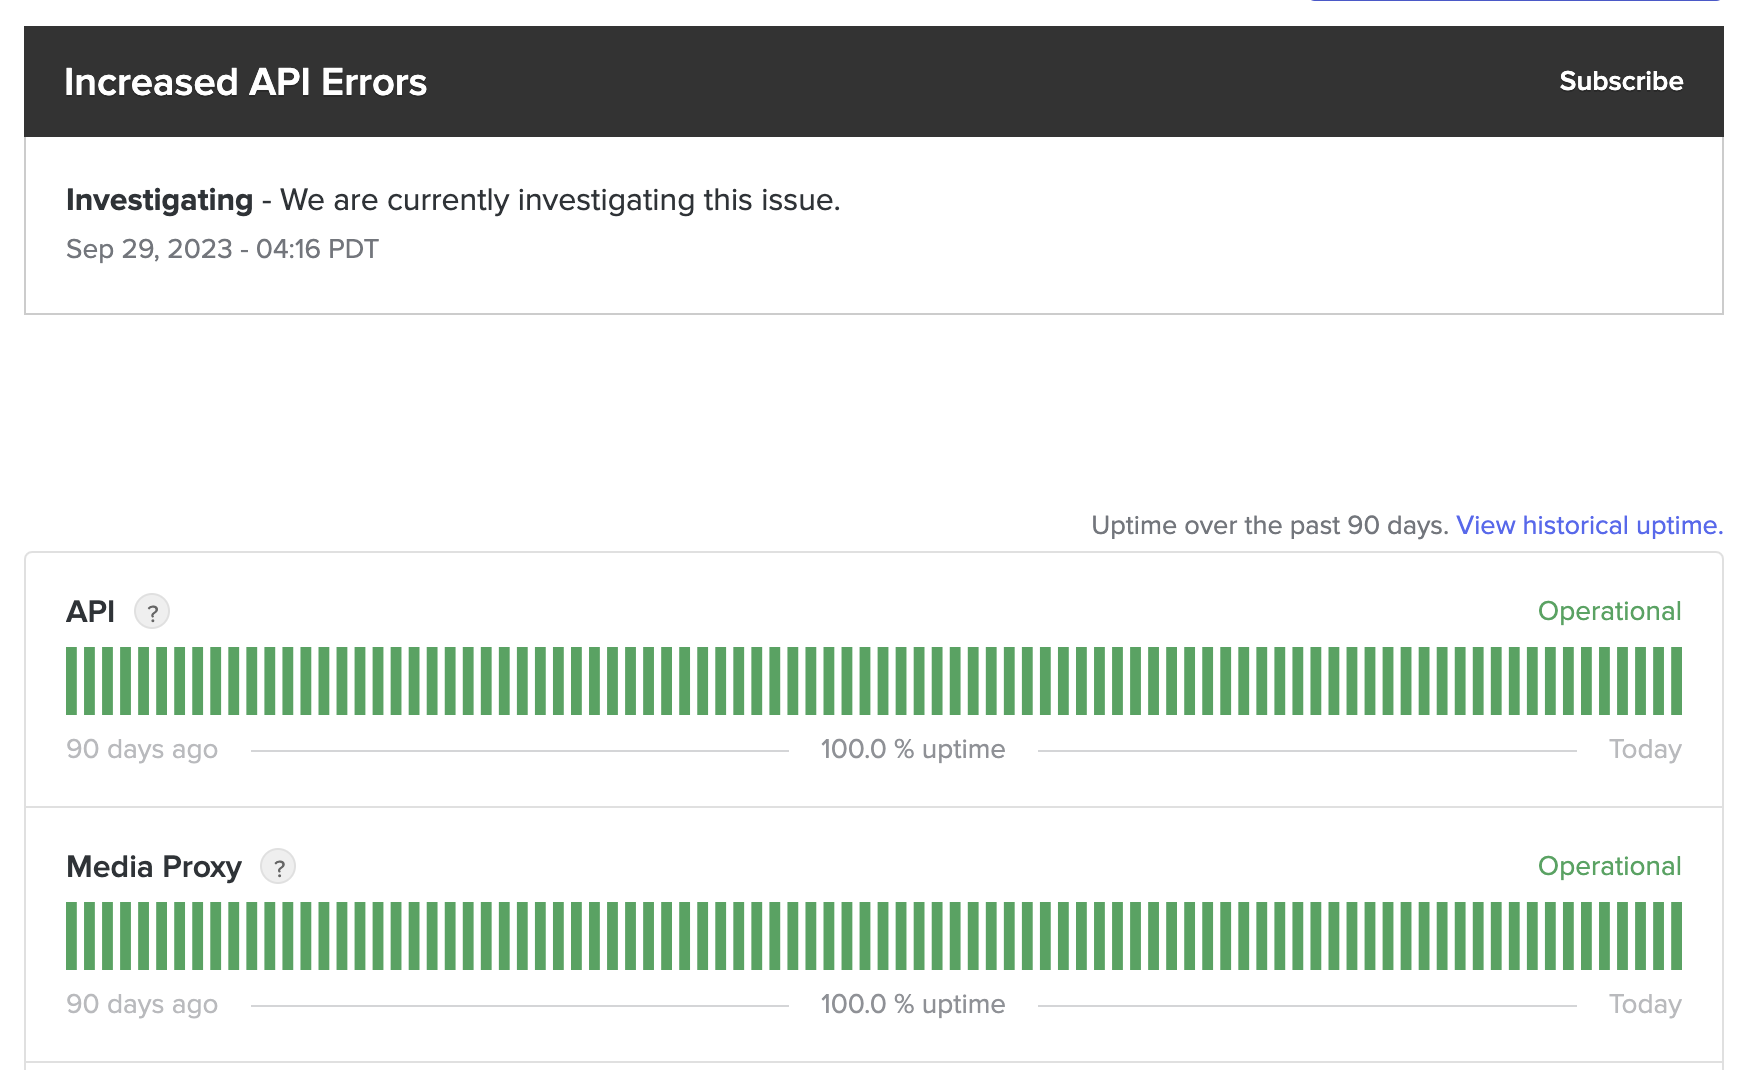 Increased API Errors Subscribe
Investigating - We are currently investigating this issue.
Sep 29, 2023 - 04:16 PDT
Uptime over the past 90 days. View historical uptime.
API ? Operational
90 days ago 100.0 % uptime Today
Media Proxy ? Operational
90 days ago 100.0 % uptime Today